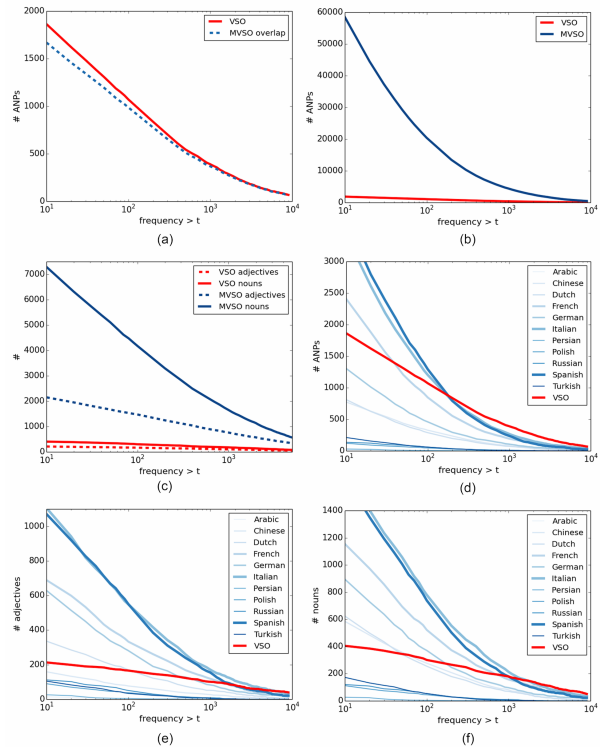 2000
1500
1000
500
0
# ANPs
VSO
MVSO overlap
10^1
10^2
10^3
10^4
frequency > t
(a)
60000
50000
40000
30000
20000
10000
0
# ANPs
VSO
MVSO
10^1
10^2
10^3
10^4
frequency > t
(b)
7000
6000
5000
4000
3000
2000
1000
0
#
VSO adjectives
VSO nouns
MVSO adjectives
MVSO nouns
10^1
10^2
10^3
frequency > t
(c)
3000
2500
2000
1500
1000
500
0
# ANPs
Arabic
Chinese
Dutch
French
German
Italian
Persian
Polish
Russian
Spanish
Turkish
VSO
10^1
10^2
10^3
10^4
frequency > t
(d)
1000
800
600
400
200
0
# adjectives
Arabic
Chinese
Dutch
French
German
Italian
Persian
Polish
Russian
Spanish
Turkish
VSO
10^1
10^2
10^3
10^4
frequency > t
(e)
1400
1200
1000
800
600
400
200
0
# nouns
Arabic
Chinese
Dutch
French
German
Italian
Persian
Polish
Russian
Spanish
Turkish
VSO
10^1
10^2
10^3
10^4
frequency > t
(f)